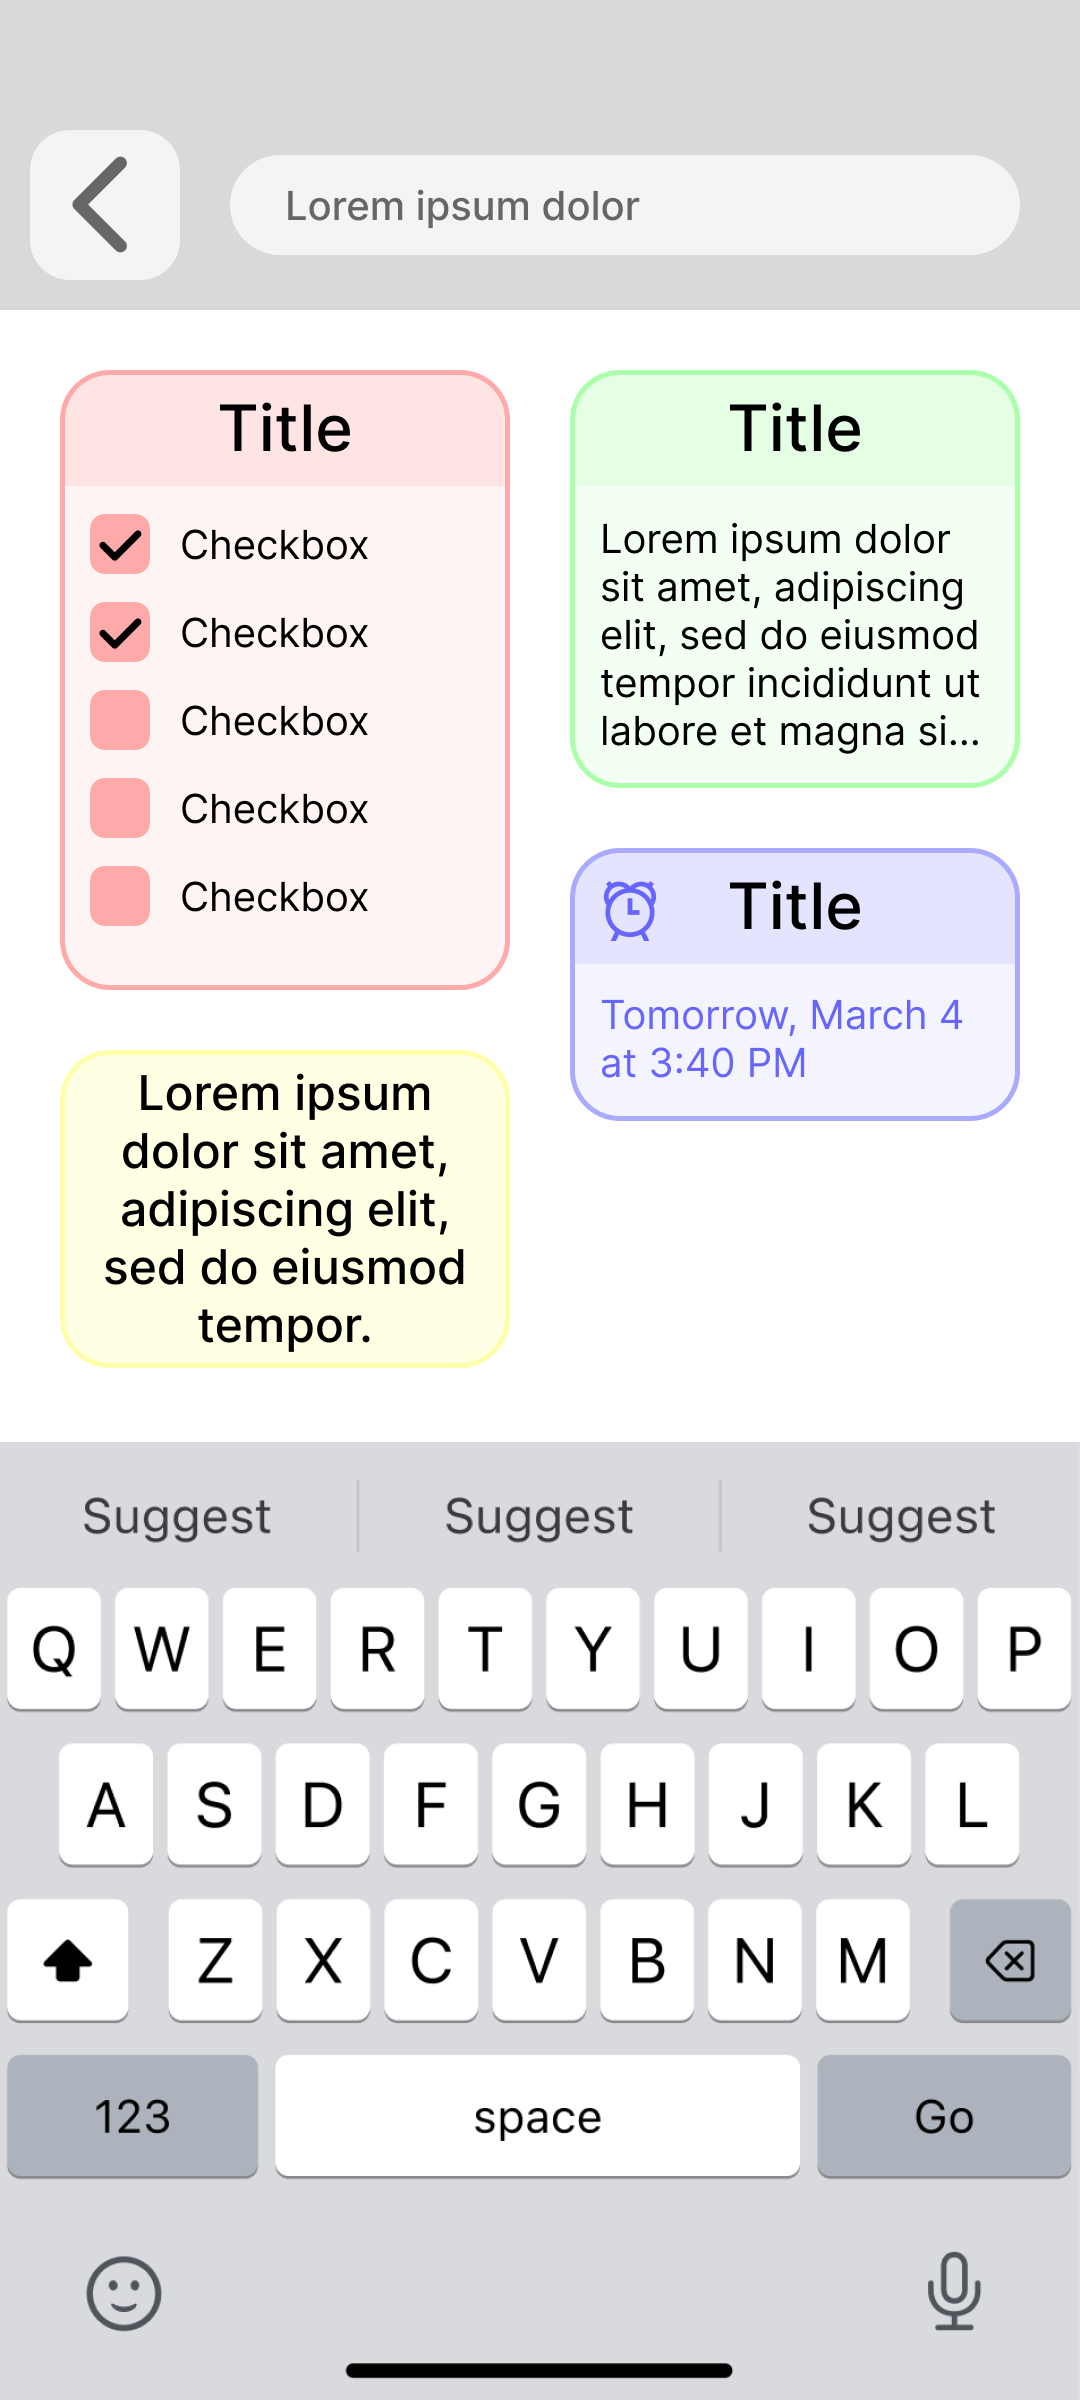 Lorem ipsum dolor
Title
Checkbox
Checkbox
Checkbox
Checkbox
Checkbox
Title
Lorem ipsum dolor
sit amet, adipiscing
elit, sed do eiusmod
tempor incididunt ut
labore et magna si...
Title
Tomorrow, March 4
at 3:40 PM
Lorem ipsum
dolor sit amet,
adipiscing elit,
sed do eiusmod
tempor.
Suggest Suggest Suggest
Q W E R T Y U I O P
A S D F G H J K L
Z X C V B N M
123 space Go